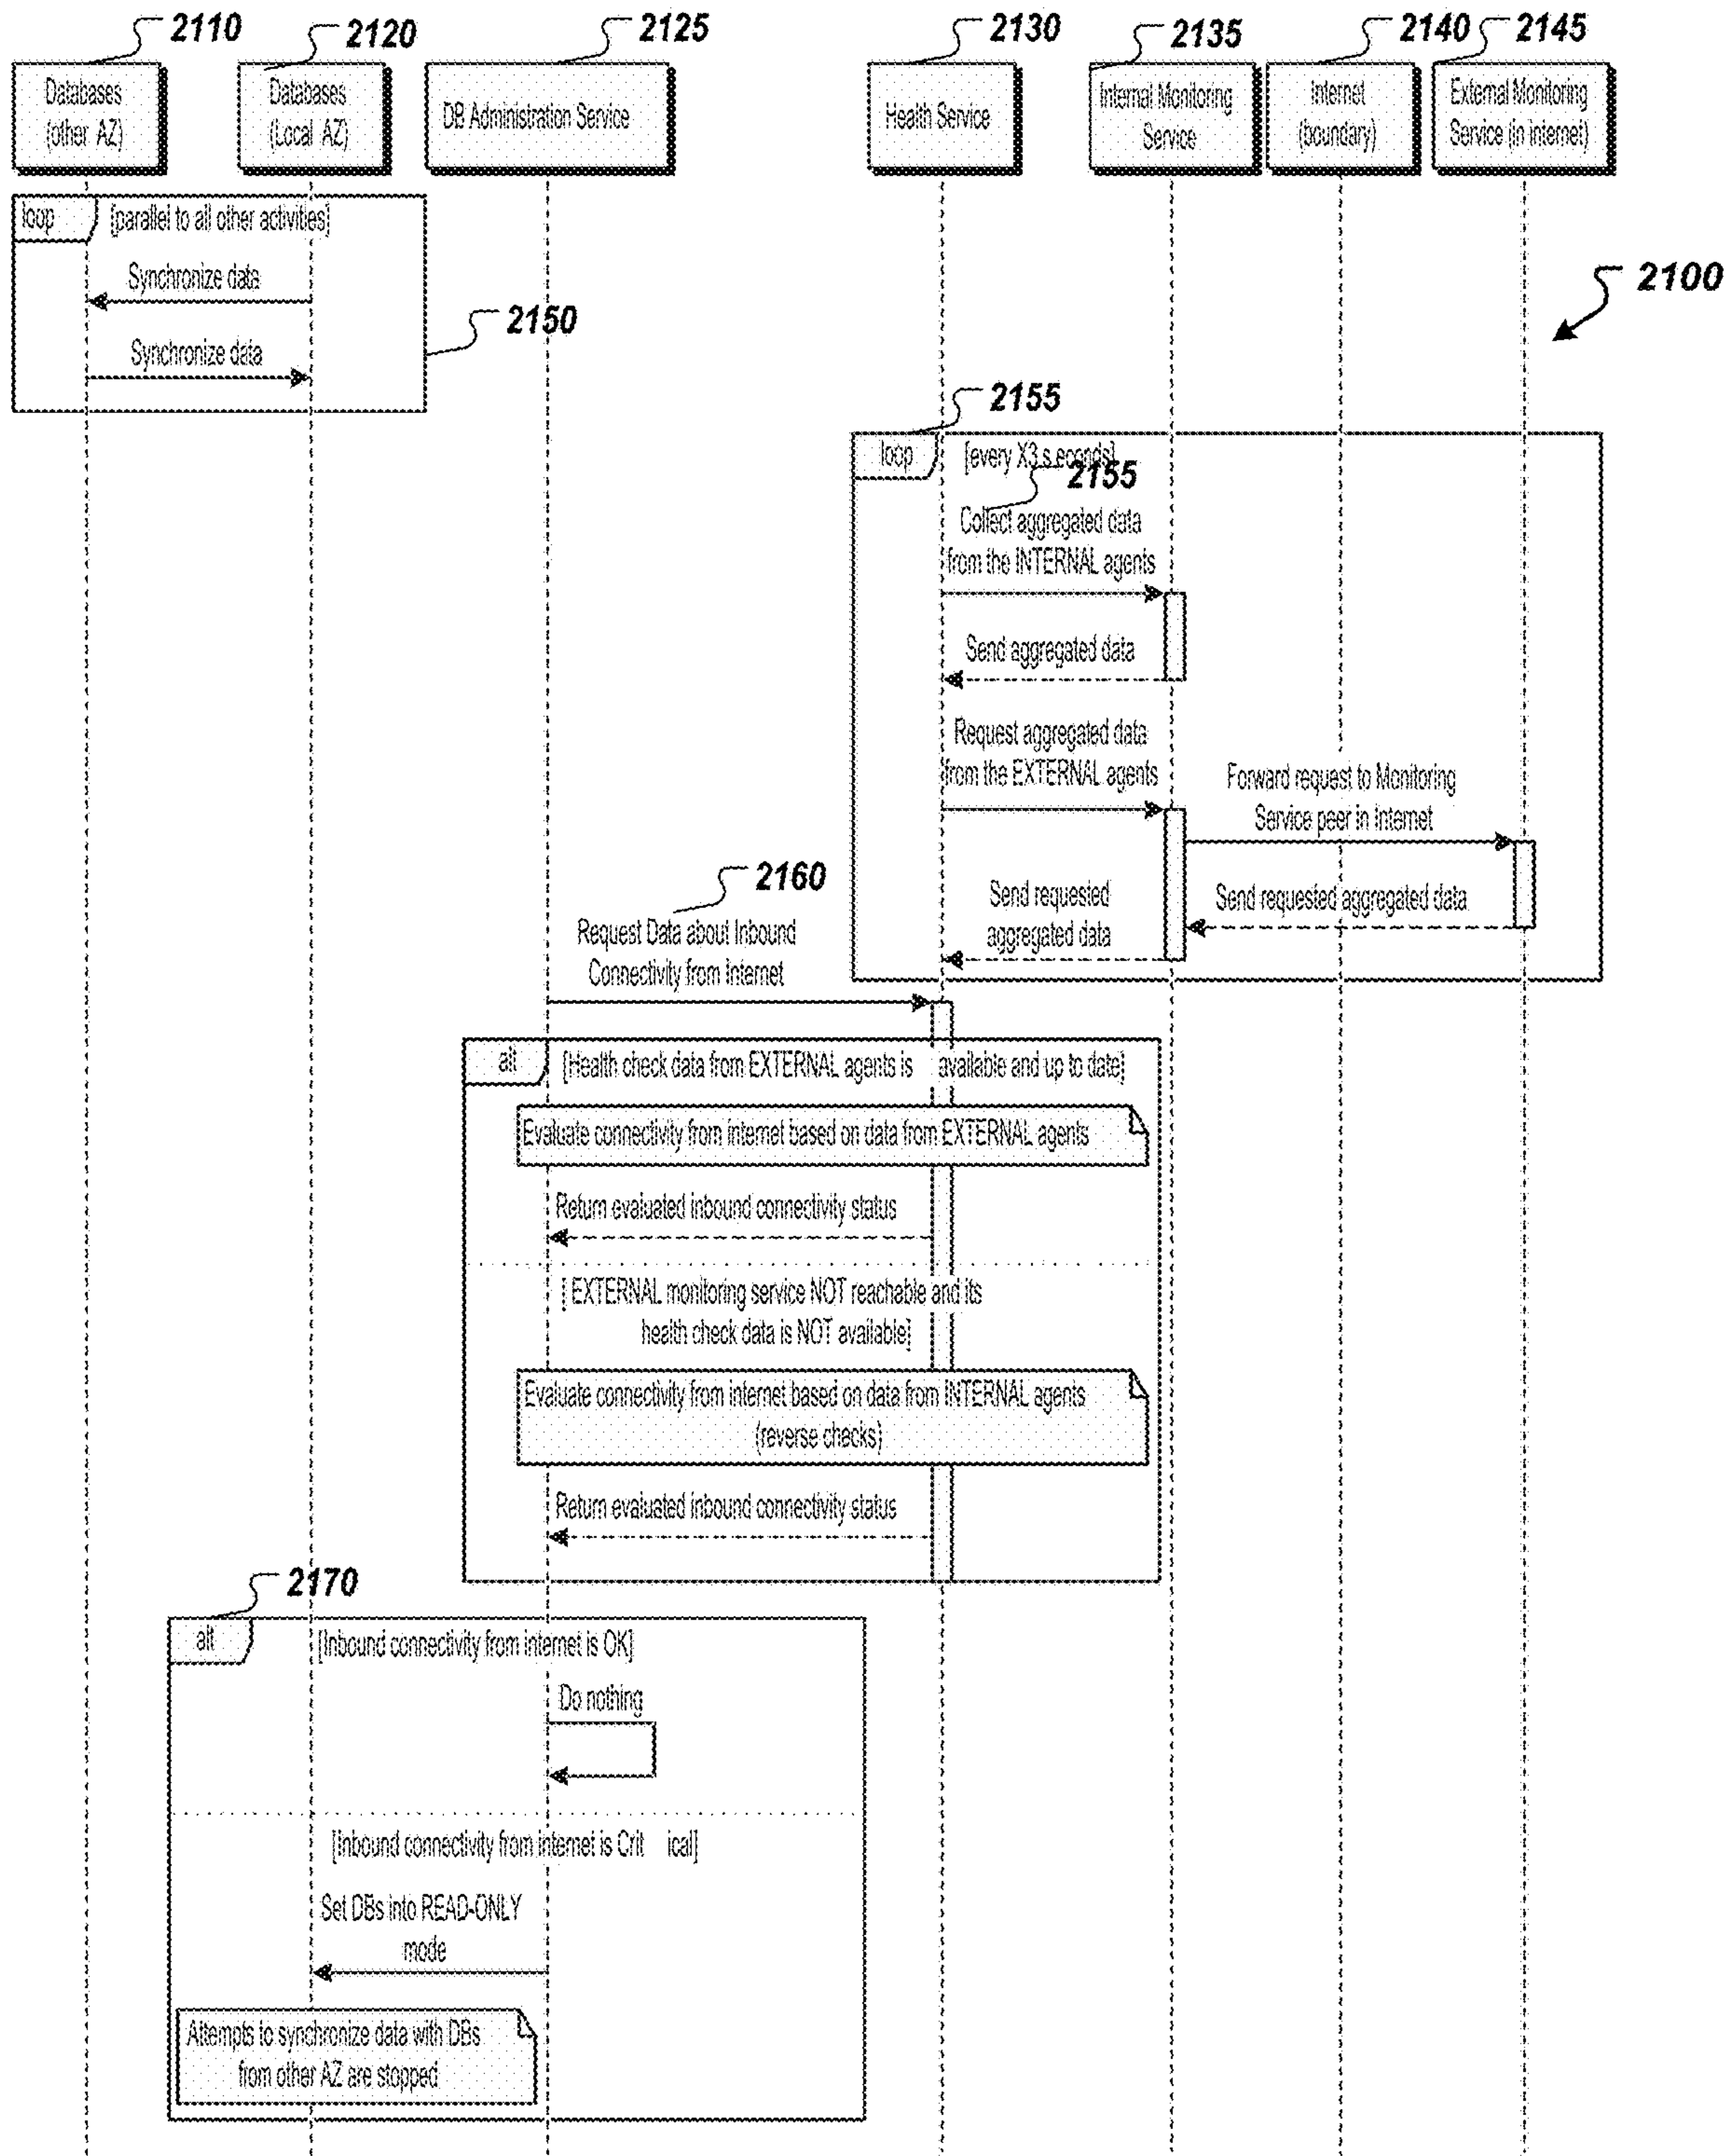 2110
2120
2125
2130
2135
2140
2145
Databases
(other AZ)
Databases
(Local AZ)
DB Administration Service
Health Service
Internal Monitoring
Service
Internet
(boundary)
External Monitoring
Service (in internet)
loop
[parallel to all other activities]
Synchronize data
Synchronize data
2150
2100
2155
loop
[every X3 s econds]
2155
Collect aggregated data
from the INTERNAL agents
Send aggregated data
Request aggregated data
from the EXTERNAL agents
Forward request to Monitoring
Service peer in Internet
Send requested aggregated data
Send requested
aggregated data
2160
Request Data about Inbound
Connectivity from Internet
alt
[Health check data from EXTERNAL agents is available and up to date]
Evaluate connectivity from internet based on data from EXTERNAL agents
Return evaluated inbound connectivity status
[ EXTERNAL monitoring service NOT reachable and its
health check data is NOT available]
Evaluate connectivity from internet based on data from INTERNAL agents
(reverse checks)
Return evaluated inbound connectivity status
2170
alt
[Inbound connectivity from internet is OK]
Do nothing
[Inbound connectivity from internet is Crit ical]
Set DBs into READ-ONLY
mode
Attempts to synchronize data with DBs
from other AZ are stopped